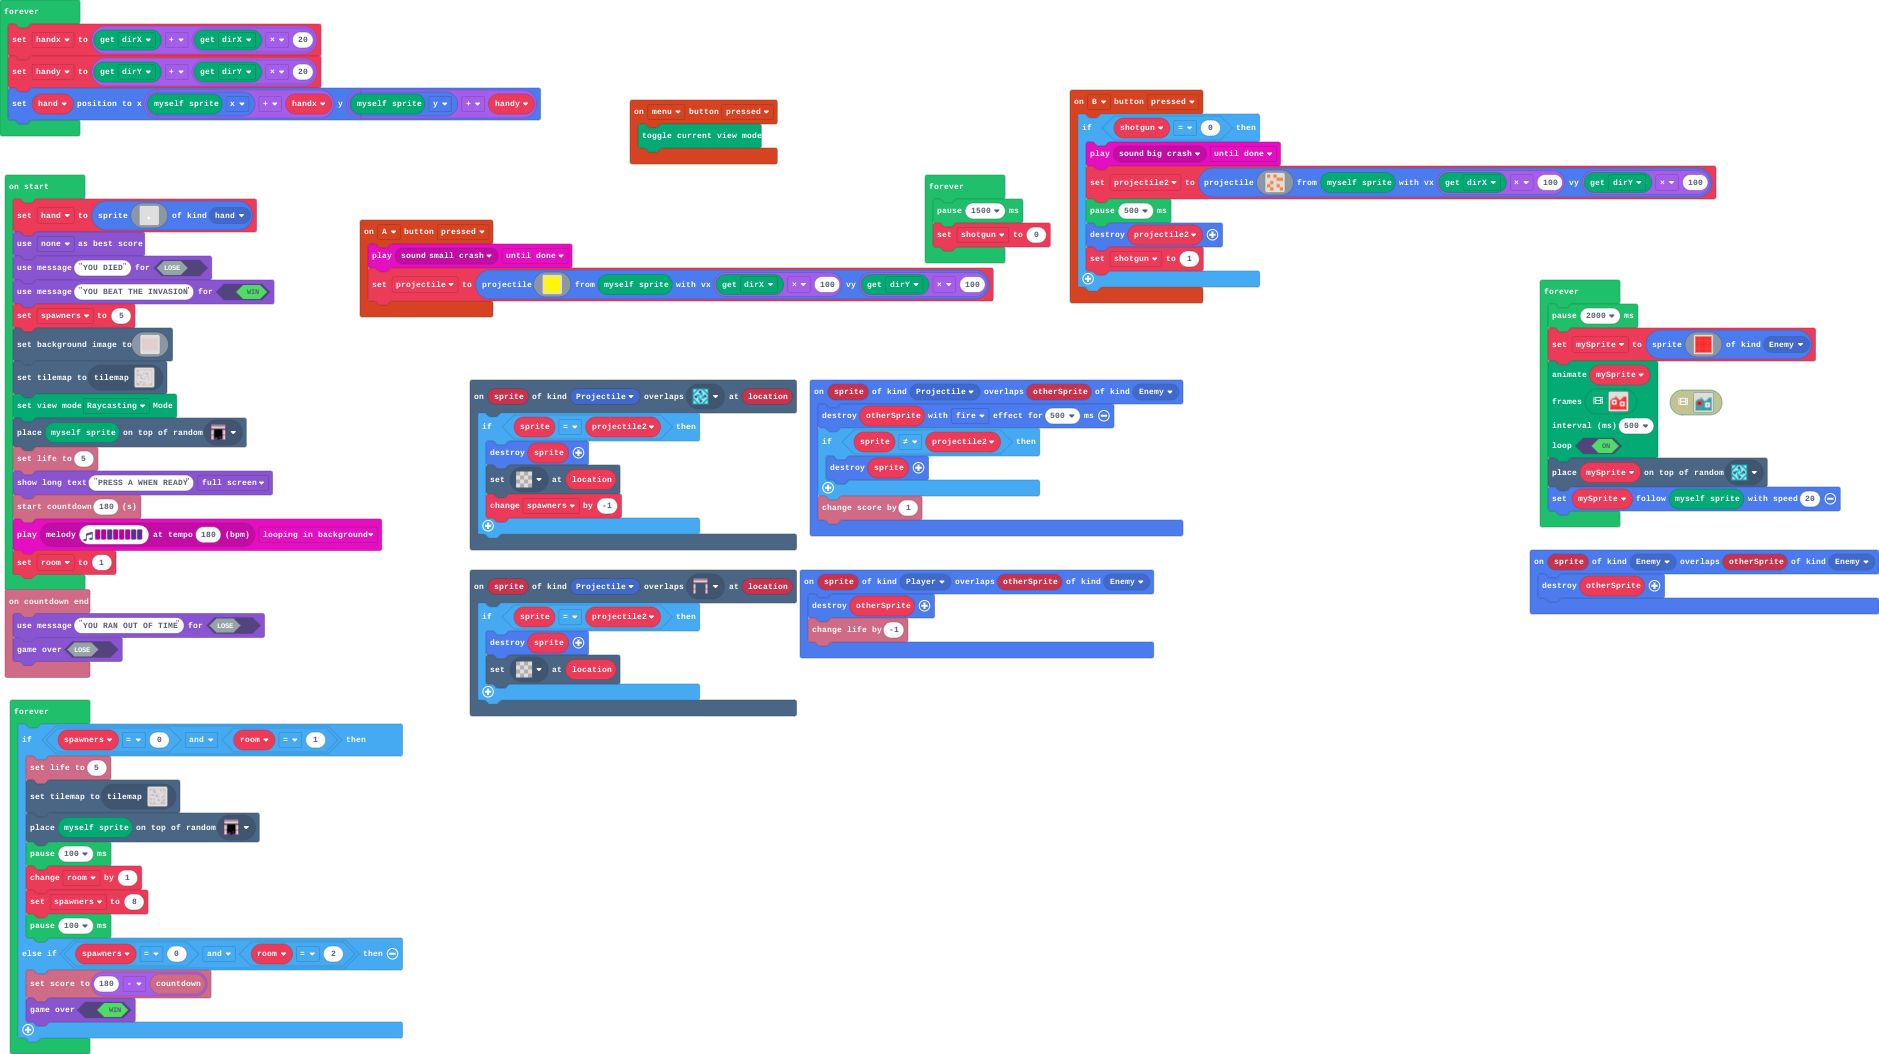 forever
set handx to get dirX + get dirX × 20
set handy to get dirY + get dirY × 20
set hand position to x myself sprite x + handx y myself sprite y + handy
on menu button pressed
toggle current view mode
on B button pressed
if shotgun = 0 then
play sound big crash until done
set projectile2 to projectile from myself sprite with vx get dirX × 100 vy get dirY × 100
pause 500 ms
destroy projectile2
set shotgun to 1
forever
pause 1500 ms
set shotgun to 0
on start
set hand to sprite of kind hand
use none as best score
use message "YOU DIED" for LOSE
use message "YOU BEAT THE INVASION" for WIN
set spawners to 5
set background image to
set tilemap to tilemap
set view mode Raycasting Mode
place myself sprite on top of random
set life to 5
show long text "PRESS A WHEN READY" full screen
start countdown 180 (s)
play melody at tempo 180 (bpm) looping in background
set room to 1
on A button pressed
play sound small crash until done
set projectile to projectile from myself sprite with vx get dirX × 100 vy get dirY × 100
forever
pause 2000 ms
set mySprite to sprite of kind Enemy
animate mySprite
frames
interval (ms) 500
loop ON
place mySprite on top of random
set mySprite follow myself sprite with speed 20
on sprite of kind Projectile overlaps at location
if sprite = projectile2 then
destroy sprite
set at location
change spawners by -1
on sprite of kind Projectile overlaps otherSprite of kind Enemy
destroy otherSprite with fire effect for 500 ms
if sprite ≠ projectile2 then
destroy sprite
change score by 1
on sprite of kind Enemy overlaps otherSprite of kind Enemy
destroy otherSprite
on sprite of kind Projectile overlaps at location
if sprite = projectile2 then
destroy sprite
set at location
on sprite of kind Player overlaps otherSprite of kind Enemy
destroy otherSprite
change life by -1
on countdown end
use message "YOU RAN OUT OF TIME" for LOSE
game over LOSE
forever
if spawners = 0 and room = 1 then
set life to 5
set tilemap to tilemap
place myself sprite on top of random
pause 100 ms
change room by 1
set spawners to 8
pause 100 ms
else if spawners = 0 and room = 2 then
set score to 180 - countdown
game over WIN